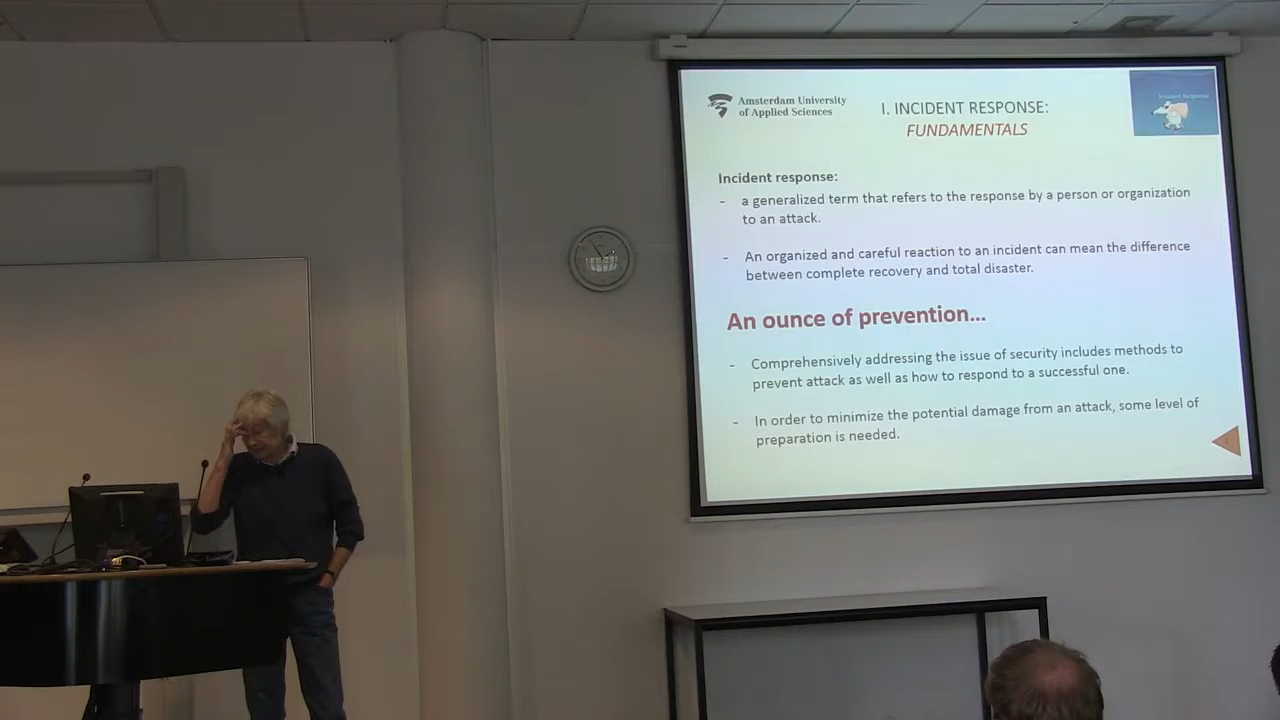 Amsterdam University
of Applied Sciences
I. INCIDENT RESPONSE:
FUNDAMENTALS
Incident Response
Incident response:
- a generalized term that refers to the response by a person or organization
to an attack.
- An organized and careful reaction to an incident can mean the difference
between complete recovery and total disaster.
An ounce of prevention...
- Comprehensively addressing the issue of security includes methods to
prevent attack as well as how to respond to a successful one.
- In order to minimize the potential damage from an attack, some level of
preparation is needed.